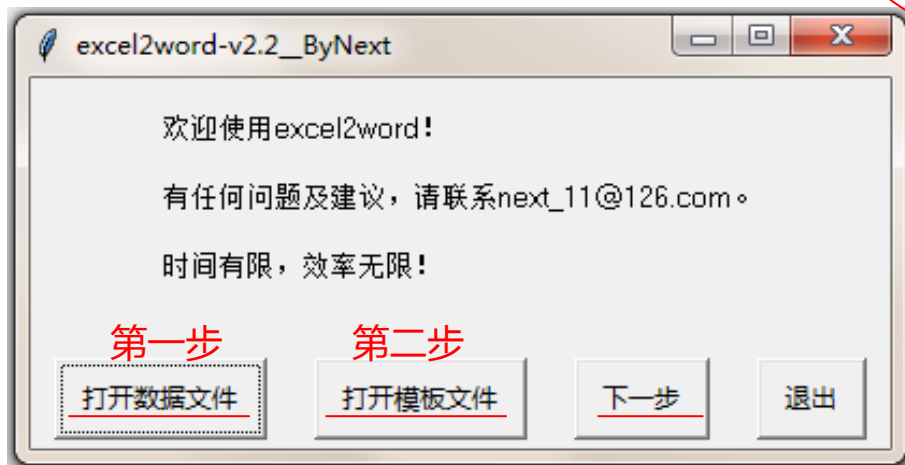 excel2word-v2.2__ByNext
欢迎使用excel2word！
有任何问题及建议，请联系next_11@126.com。
时间有限，效率无限！
第一步 第二步
打开数据文件 打开模板文件 下一步 退出